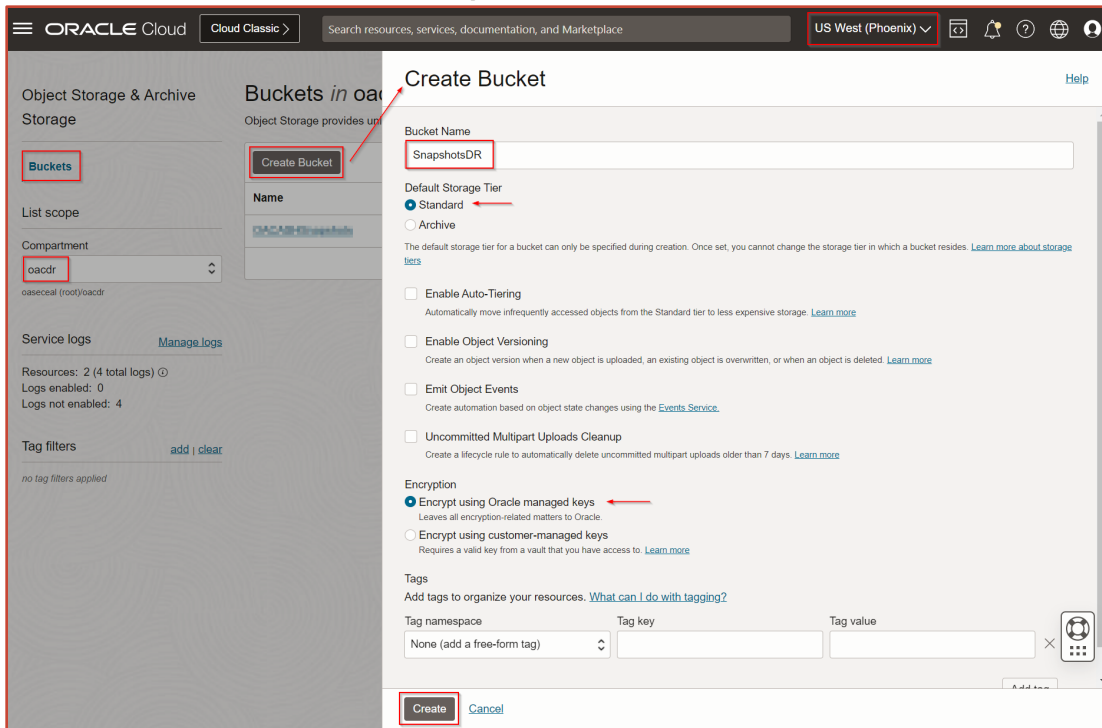 ORACLE Cloud
Cloud Classic >
Search resources, services, documentation, and Marketplace
US West (Phoenix)
Object Storage & Archive
Storage
Buckets
List scope
Compartment
oacdr
oaseceal (root)/oacdr
Service logs
Manage logs
Resources: 2 (4 total logs)
Logs enabled: 0
Logs not enabled: 4
Tag filters
add | clear
no tag filters applied
Buckets in oac
Object Storage provides un
Create Bucket
Name
Create Bucket
Help
Bucket Name
SnapshotsDR
Default Storage Tier
Standard
Archive
The default storage tier for a bucket can only be specified during creation. Once set, you cannot change the storage tier in which a bucket resides. Learn more about storage
tiers
Enable Auto-Tiering
Automatically move infrequently accessed objects from the Standard tier to less expensive storage. Learn more
Enable Object Versioning
Create an object version when a new object is uploaded, an existing object is overwritten, or when an object is deleted. Learn more
Emit Object Events
Create automation based on object state changes using the Events Service.
Uncommitted Multipart Uploads Cleanup
Create a lifecycle rule to automatically delete uncommitted multipart uploads older than 7 days. Learn more
Encryption
Encrypt using Oracle managed keys
Leaves all encryption-related matters to Oracle.
Encrypt using customer-managed keys
Requires a valid key from a vault that you have access to. Learn more
Tags
Add tags to organize your resources. What can I do with tagging?
Tag namespace
Tag key
Tag value
None (add a free-form tag)
Add tag
Create
Cancel